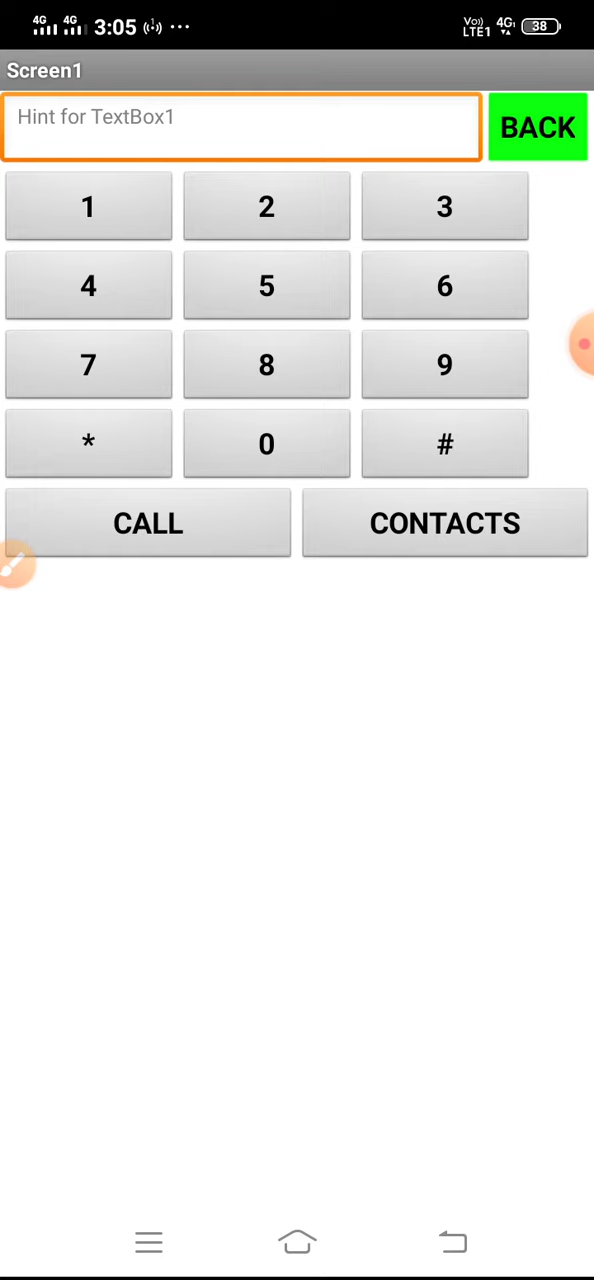 4G 4G 3:05 ... Vo)) LTE1 4G 38
Screen1
Hint for TextBox1 BACK
1 2 3
4 5 6
7 8 9
* 0 #
CALL CONTACTS